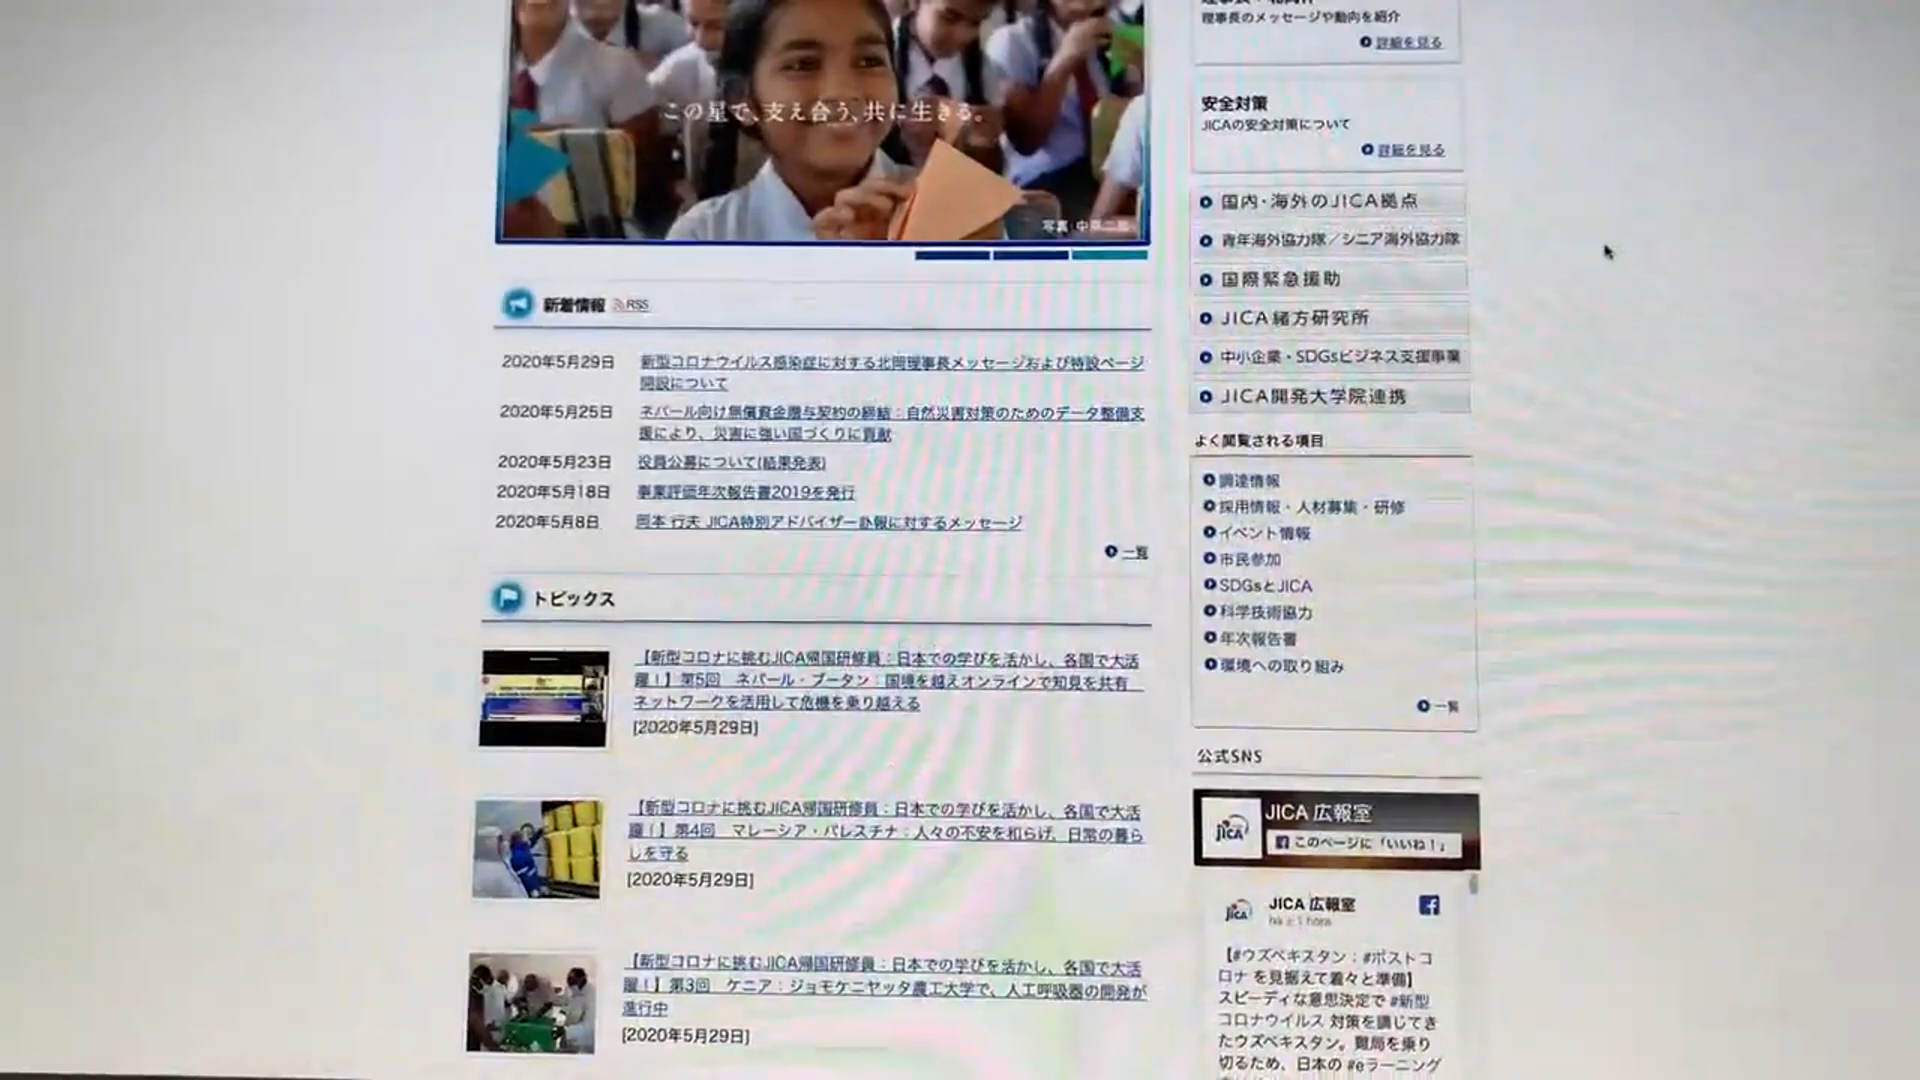 この星で、支え合う、共に生きる。
写真：中
新着情報 RSS
2020年5月29日 新型コロナウイルス感染症に対する北岡理事長メッセージおよび特設ページ
開設について
2020年5月25日 ネパール向け無償資金贈与契約の締結：自然災害対策のためのデータ整備支
援により、災害に強い国づくりに貢献
2020年5月23日 役員公募について(結果発表)
2020年5月18日 事業評価年次報告書2019を発行
2020年5月8日 岡本 行夫 JICA特別アドバイザー訃報に対するメッセージ
一覧
トピックス
【新型コロナに挑むJICA帰国研修員：日本での学びを活かし、各国で大活
躍！】第5回 ネパール・ブータン：国境を越えオンラインで知見を共有
ネットワークを活用して危機を乗り越える
[2020年5月29日]
【新型コロナに挑むJICA帰国研修員：日本での学びを活かし、各国で大活
躍！】第4回 マレーシア・パレスチナ：人々の不安を和らげ、日常の暮ら
しを守る
[2020年5月29日]
【新型コロナに挑むJICA帰国研修員：日本での学びを活かし、各国で大活
躍！】第3回 ケニア：ジョモケニヤッタ農工大学で、人工呼吸器の開発が
進行中
[2020年5月29日]
理事長のメッセージや動向を紹介
詳細を見る
安全対策
JICAの安全対策について
詳細を見る
国内・海外のJICA拠点
青年海外協力隊／シニア海外協力隊
国際緊急援助
JICA緒方研究所
中小企業・SDGsビジネス支援事業
JICA開発大学院連携
よく閲覧される項目
調達情報
採用情報・人材募集・研修
イベント情報
市民参加
SDGsとJICA
科学技術協力
年次報告書
環境への取り組み
一覧
公式SNS
JICA JICA 広報室
このページに「いいね！」
JICA JICA 広報室
há ± 1 hora
【#ウズベキスタン：#ポストコ
ロナ を見据えて着々と準備】
スピーディな意思決定で #新型
コロナウイルス 対策を講じてき
たウズベキスタン。難局を乗り
切るため、日本の #eラーニング